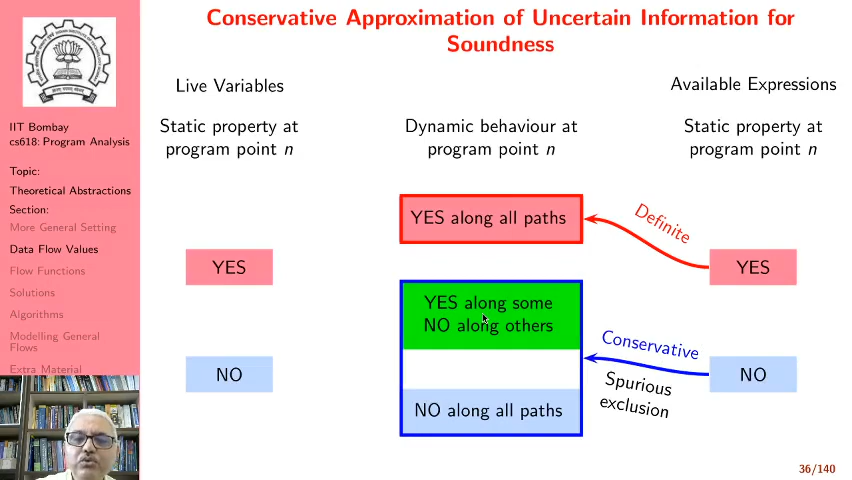 Conservative Approximation of Uncertain Information for
Soundness
IIT Bombay
cs618: Program Analysis
Topic:
Theoretical Abstractions
Section:
More General Setting
Data Flow Values
Flow Functions
Solutions
Algorithms
Modelling General
Flows
Extra Material
Live Variables
Static property at
program point n
YES
NO
Dynamic behaviour at
program point n
YES along all paths
YES along some
NO along others
NO along all paths
Available Expressions
Static property at
program point n
Definite
YES
Conservative
Spurious
exclusion
NO
36/140